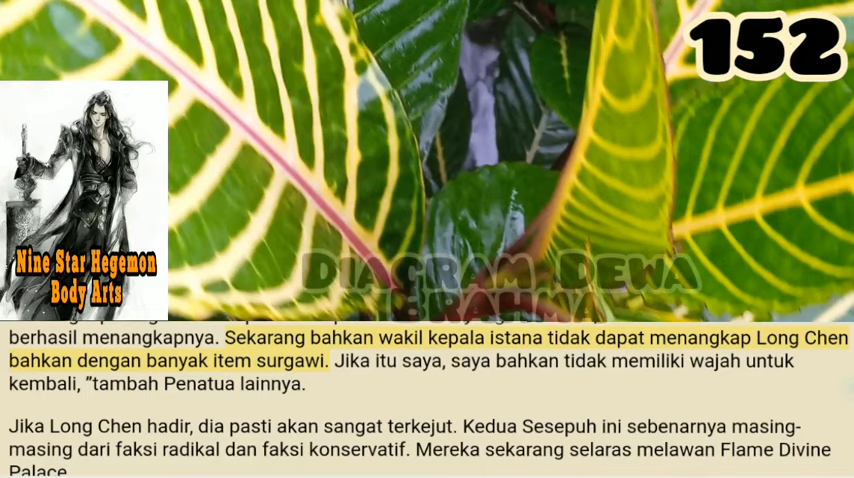 152
Nine Star Hegemon
Body Arts
DIAGRAM DEWA
berhasil menangkapnya. Sekarang bahkan wakil kepala istana tidak dapat menangkap Long Chen
bahkan dengan banyak item surgawi. Jika itu saya, saya bahkan tidak memiliki wajah untuk
kembali, ”tambah Penatua lainnya.
Jika Long Chen hadir, dia pasti akan sangat terkejut. Kedua Sesepuh ini sebenarnya masing-
masing dari faksi radikal dan faksi konservatif. Mereka sekarang selaras melawan Flame Divine
Palace